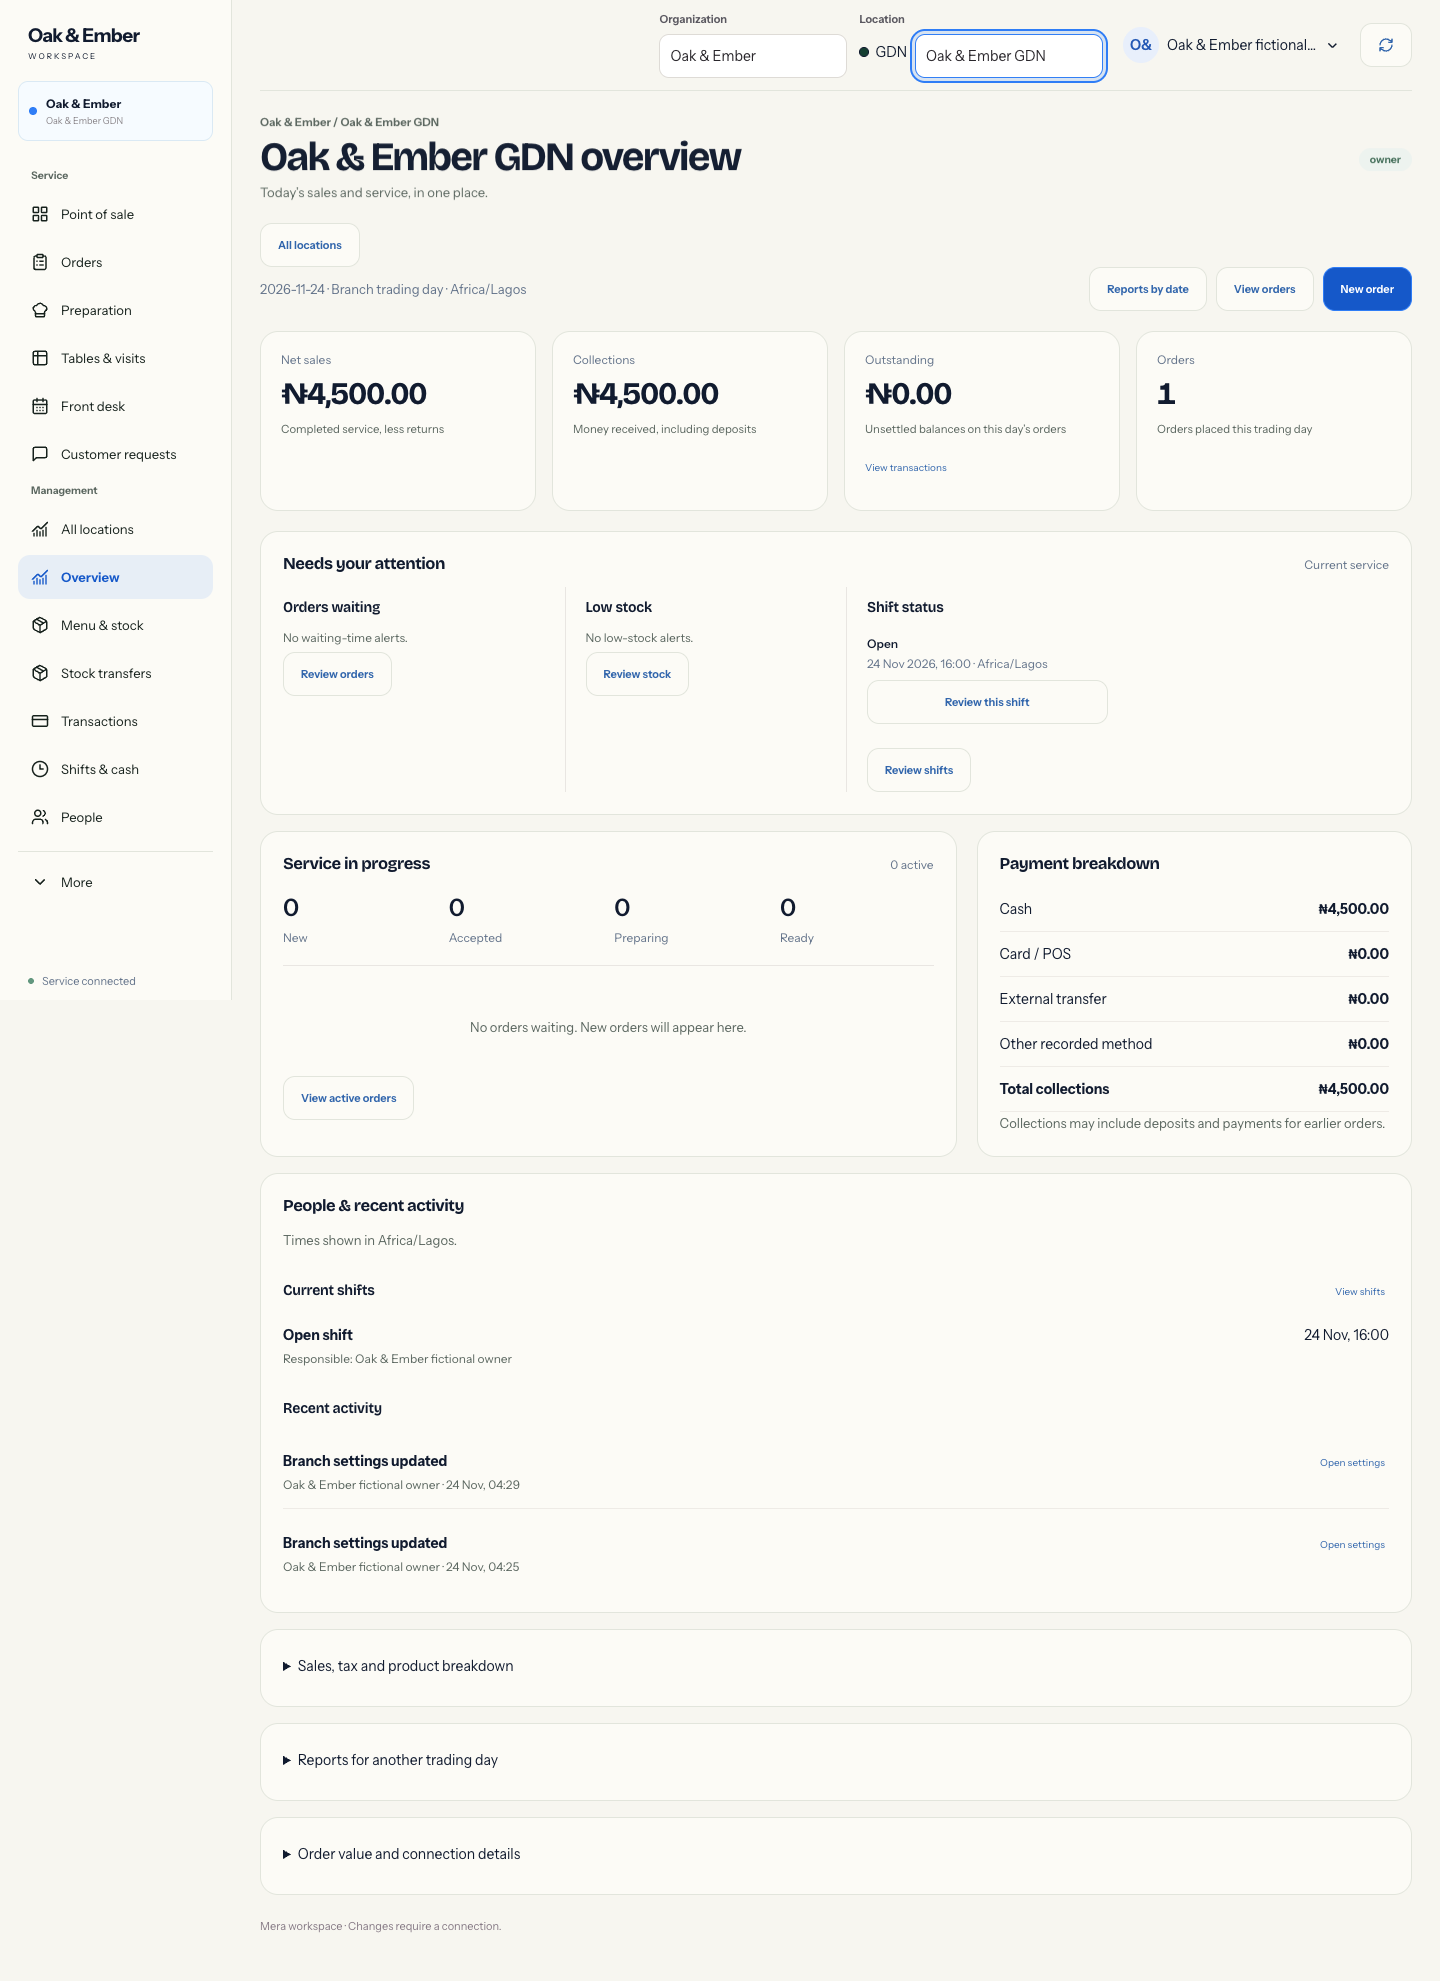 Oak & Ember
WORKSPACE
Oak & Ember
Oak & Ember GDN
Service
Point of sale
Orders
Preparation
Tables & visits
Front desk
Customer requests
Management
All locations
Overview
Menu & stock
Stock transfers
Transactions
Shifts & cash
People
More
Service connected
Organization
Oak & Ember
Location
GDN
Oak & Ember GDN
O&
Oak & Ember fictional...
Oak & Ember / Oak & Ember GDN
Oak & Ember GDN overview
owner
Today's sales and service, in one place.
All locations
2026-11-24 · Branch trading day · Africa/Lagos
Reports by date
View orders
New order
Net sales
₦4,500.00
Completed service, less returns
Collections
₦4,500.00
Money received, including deposits
Outstanding
₦0.00
Unsettled balances on this day's orders
View transactions
Orders
1
Orders placed this trading day
Needs your attention
Current service
Orders waiting
No waiting-time alerts.
Review orders
Low stock
No low-stock alerts.
Review stock
Shift status
Open
24 Nov 2026, 16:00 · Africa/Lagos
Review this shift
Review shifts
Service in progress
0 active
0
New
0
Accepted
0
Preparing
0
Ready
No orders waiting. New orders will appear here.
View active orders
Payment breakdown
Cash ₦4,500.00
Card / POS ₦0.00
External transfer ₦0.00
Other recorded method ₦0.00
Total collections ₦4,500.00
Collections may include deposits and payments for earlier orders.
People & recent activity
Times shown in Africa/Lagos.
Current shifts
View shifts
Open shift
24 Nov, 16:00
Responsible: Oak & Ember fictional owner
Recent activity
Branch settings updated
Open settings
Oak & Ember fictional owner · 24 Nov, 04:29
Branch settings updated
Open settings
Oak & Ember fictional owner · 24 Nov, 04:25
Sales, tax and product breakdown
Reports for another trading day
Order value and connection details
Mera workspace · Changes require a connection.